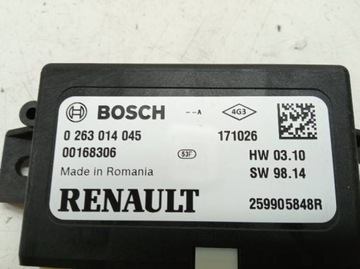 BOSCH --A 4G3
0 263 014 045 171026
00168306 53F HW 03.10
Made in Romania SW 98.14
RENAULT 259905848R